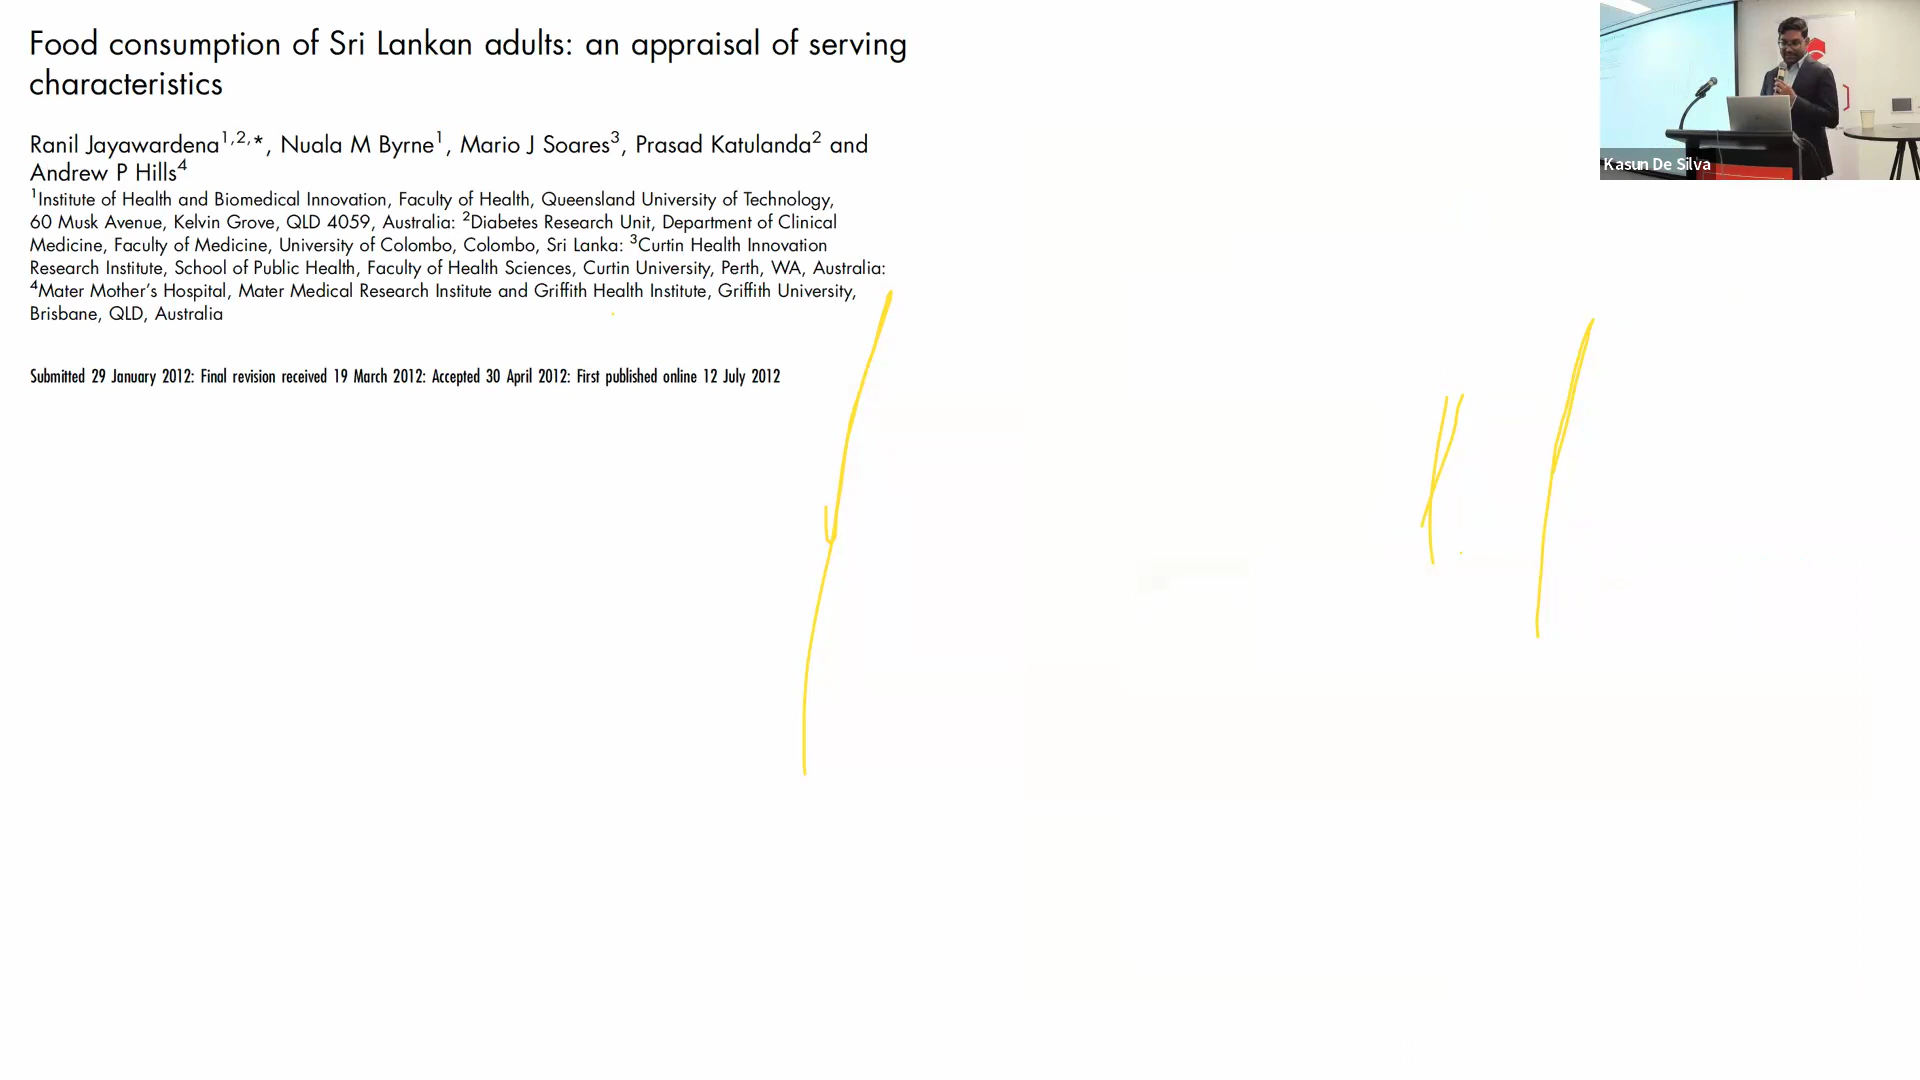 Food consumption of Sri Lankan adults: an appraisal of serving
characteristics
Ranil Jayawardena1,2,*, Nuala M Byrne1, Mario J Soares3, Prasad Katulanda2 and
Andrew P Hills4
1Institute of Health and Biomedical Innovation, Faculty of Health, Queensland University of Technology,
60 Musk Avenue, Kelvin Grove, QLD 4059, Australia: 2Diabetes Research Unit, Department of Clinical
Medicine, Faculty of Medicine, University of Colombo, Colombo, Sri Lanka: 3Curtin Health Innovation
Research Institute, School of Public Health, Faculty of Health Sciences, Curtin University, Perth, WA, Australia:
4Mater Mother's Hospital, Mater Medical Research Institute and Griffith Health Institute, Griffith University,
Brisbane, QLD, Australia
Submitted 29 January 2012: Final revision received 19 March 2012: Accepted 30 April 2012: First published online 12 July 2012
Kasun De Silva